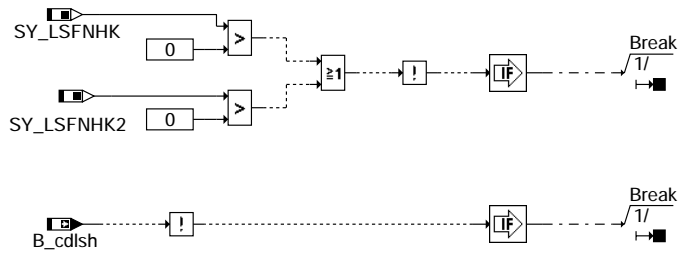 SY_LSFNHK
0
>
≥1
!
IF
Break
1/
SY_LSFNHK2
0
>
B_cdlsh
!
IF
Break
1/